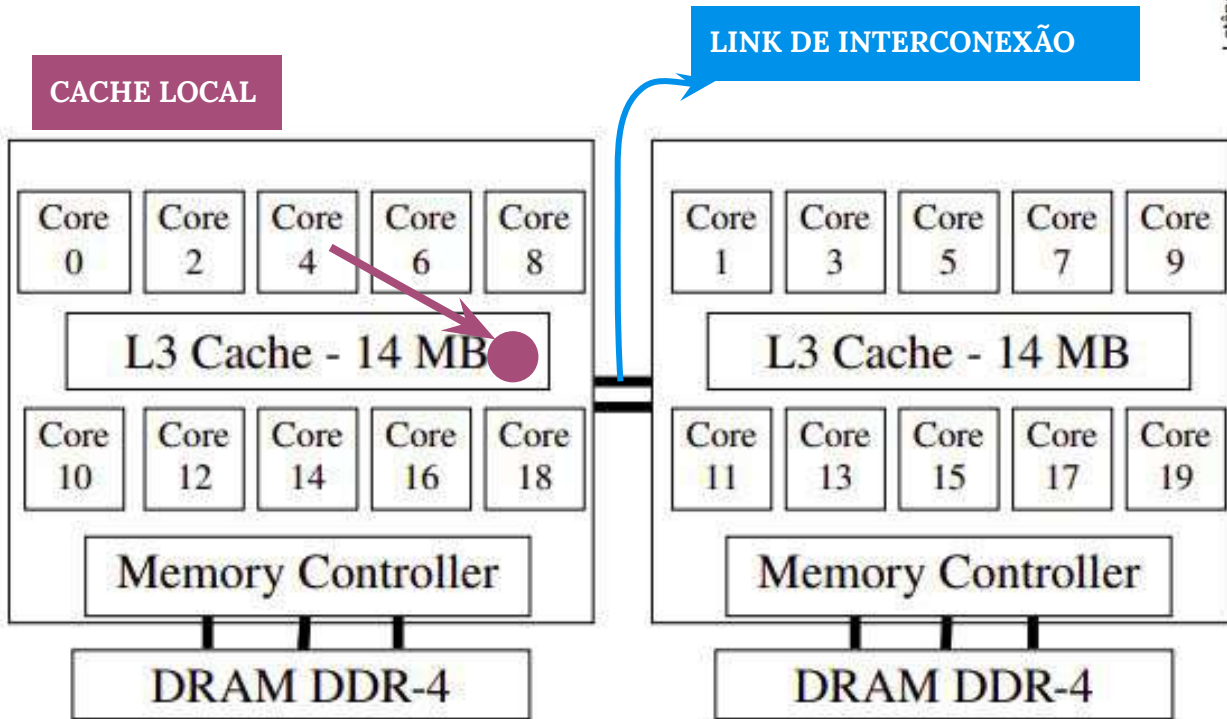 LINK DE INTERCONEXÃO
CACHE LOCAL
Core Core Core Core Core
0 2 4 6 8
L3 Cache - 14 MB
Core Core Core Core Core
10 12 14 16 18
Memory Controller
DRAM DDR-4
Core Core Core Core Core
1 3 5 7 9
L3 Cache - 14 MB
Core Core Core Core Core
11 13 15 17 19
Memory Controller
DRAM DDR-4